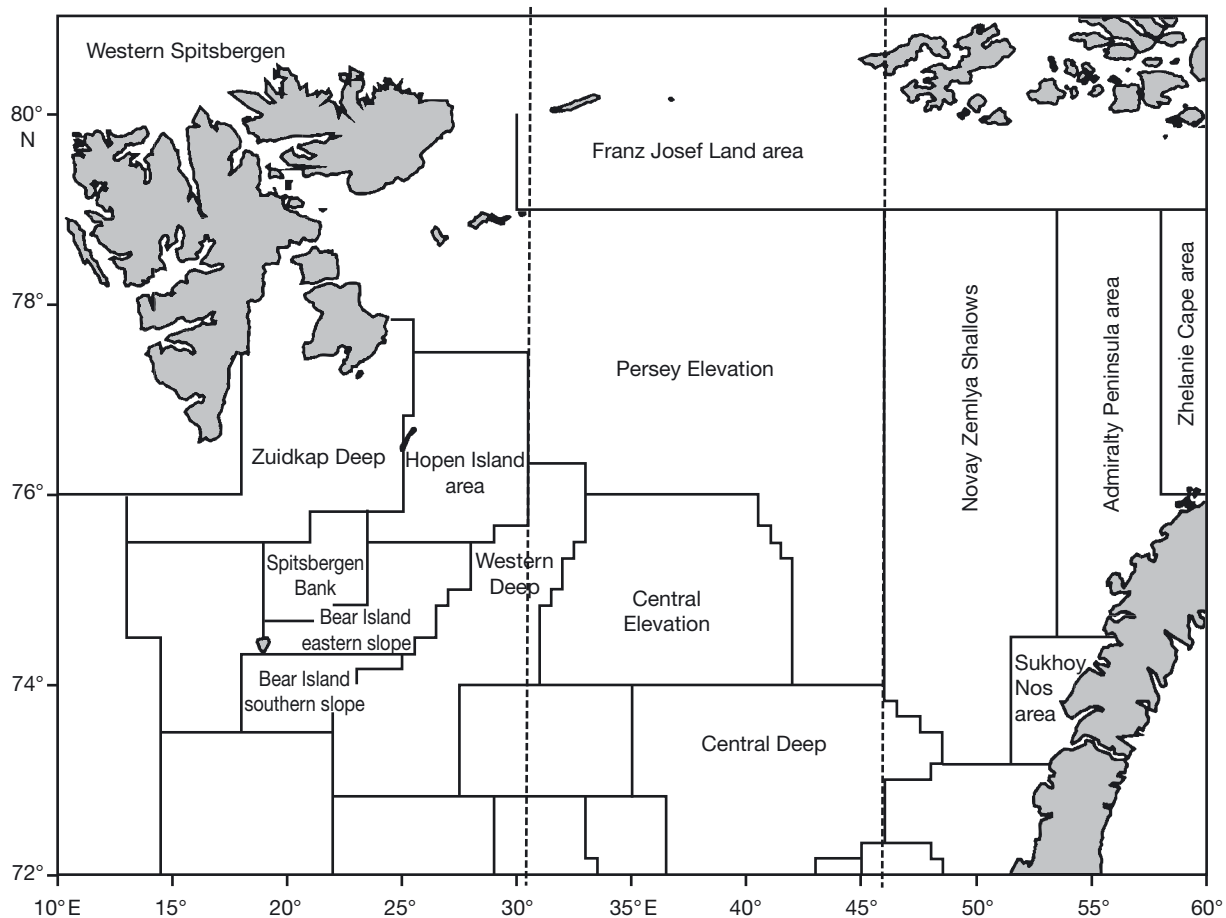 Western Spitsbergen
80°
N
Franz Josef Land area
78°
Persey Elevation
Novay Zemlya Shallows
Admiralty Peninsula area
Zhelanie Cape area
Zuidkap Deep
Hopen Island
area
76°
Spitsbergen
Bank
Western
Deep
Bear Island
eastern slope
Central
Elevation
Bear Island
southern slope
Sukhoy
Nos
area
74°
Central Deep
72°
10°E
15°
20°
25°
30°
35°E
40°
45°
50°
55°
60°